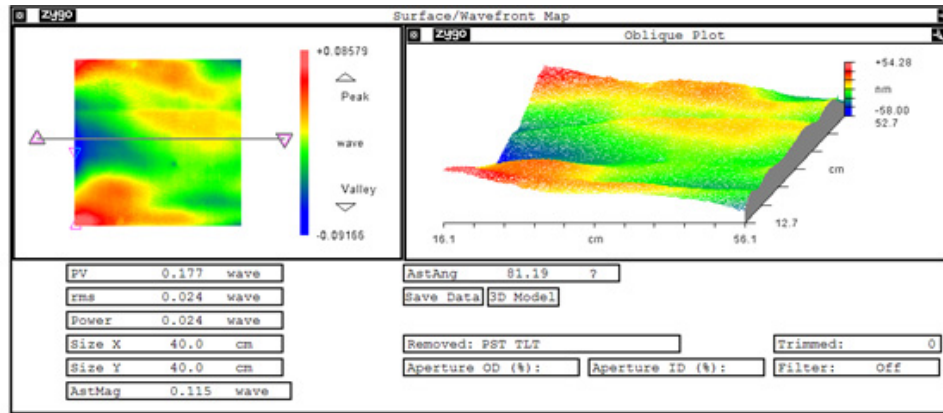 zygo Surface/Wavefront Map
zygo Oblique Plot
+0.08579
Peak
wave
Valley
-0.09166
+54.28
nm
-58.00
52.7
cm
12.7
16.1 cm 56.1
PV 0.177 wave
rms 0.024 wave
Power 0.024 wave
Size X 40.0 cm
Size Y 40.0 cm
AstMag 0.115 wave
AstAng 81.19 ?
Save Data 3D Model
Removed: PST TLT
Trimmed: 0
Aperture OD (%): Aperture ID (%): Filter: Off